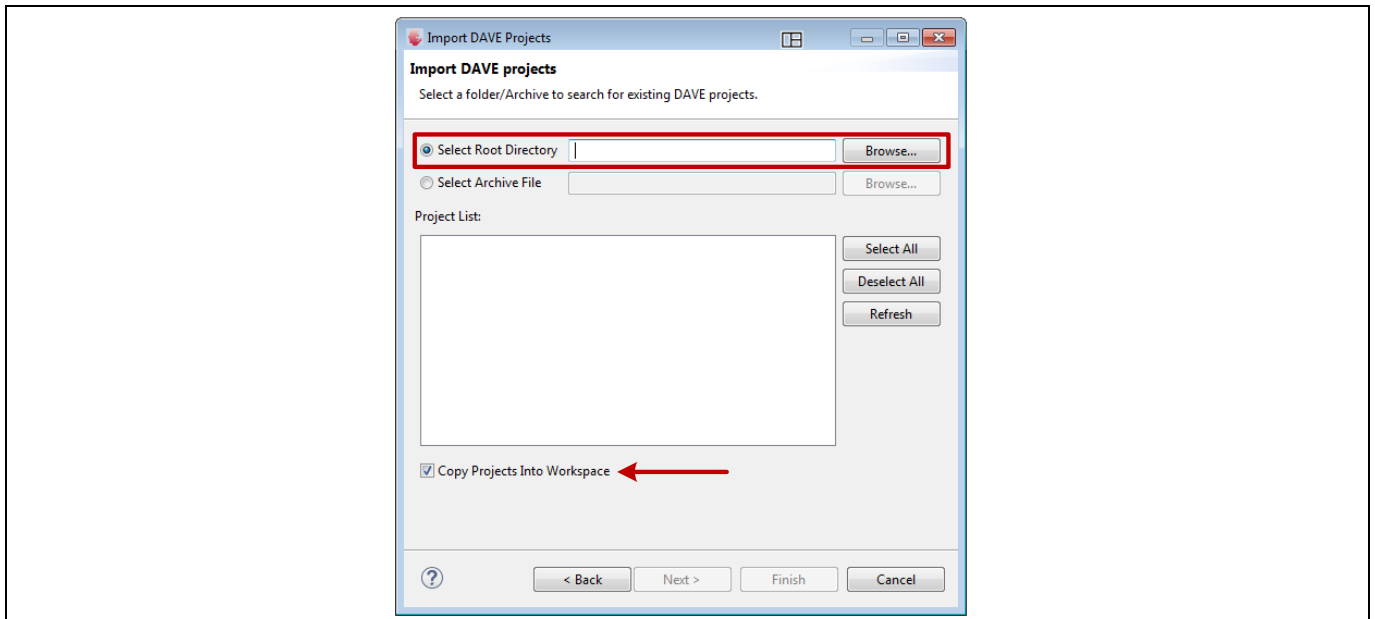 Import DAVE Projects
Import DAVE projects
Select a folder/Archive to search for existing DAVE projects.
Select Root Directory Browse...
Select Archive File Browse...
Project List:
Select All
Deselect All
Refresh
Copy Projects Into Workspace
? < Back Next > Finish Cancel